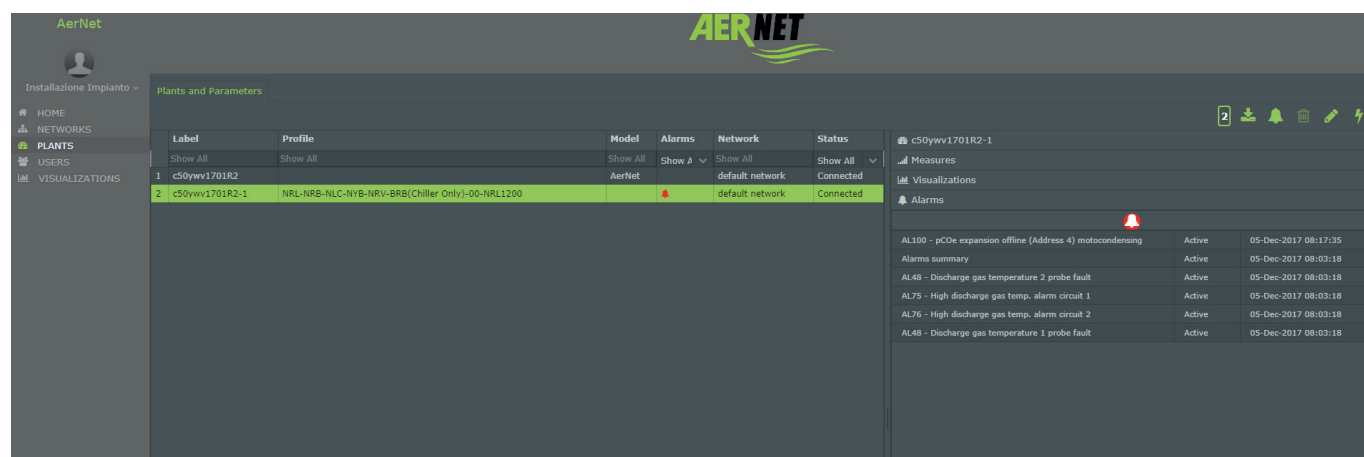 AerNet
AERNET
Installazione Impianto
HOME
NETWORKS
PLANTS
USERS
VISUALIZATIONS
Plants and Parameters
2
Label Profile Model Alarms Network Status
Show All Show All Show All Show A Show All Show All
1 c50ywv1701R2 AerNet default network Connected
2 c50ywv1701R2-1 NRL-NRB-NLC-NYB-NRV-BRB(Chiller Only)-00-NRL1200 default network Connected
c50ywv1701R2-1
Measures
Visualizations
Alarms
AL100 - pCOe expansion offline (Address 4) motocondensing Active 05-Dec-2017 08:17:35
Alarms summary Active 05-Dec-2017 08:03:18
AL48 - Discharge gas temperature 2 probe fault Active 05-Dec-2017 08:03:18
AL75 - High discharge gas temp. alarm circuit 1 Active 05-Dec-2017 08:03:18
AL76 - High discharge gas temp. alarm circuit 2 Active 05-Dec-2017 08:03:18
AL48 - Discharge gas temperature 1 probe fault Active 05-Dec-2017 08:03:18